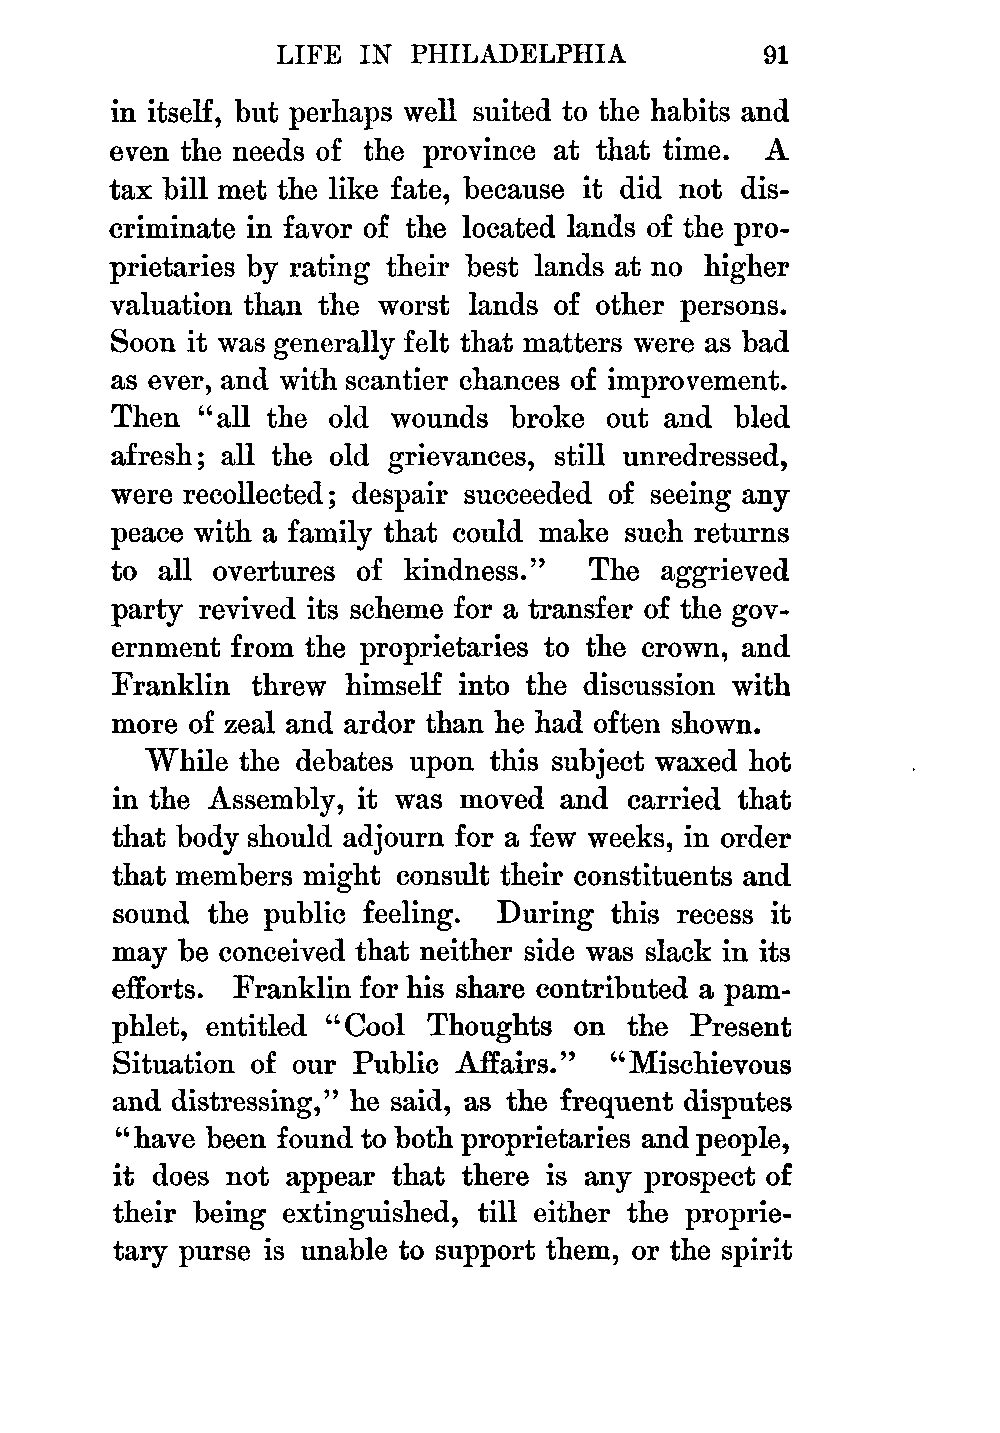 LIFE IN PHILADELPHIA 91
in itself, but perhaps well suited to the habits and
even the needs of the province at that time. A
tax bill met the like fate, because it did not dis-
criminate in favor of the located lands of the pro-
prietaries by rating their best lands at no higher
valuation than the worst lands of other persons.
Soon it was generally felt that matters were as bad
as ever, and with scantier chances of improvement.
Then “all the old wounds broke out and bled
afresh; all the old grievances, still unredressed,
were recollected; despair succeeded of seeing any
peace with a family that could make such returns
to all overtures of kindness.” The aggrieved
party revived its scheme for a transfer of the gov-
ernment from the proprietaries to the crown, and
Franklin threw himself into the discussion with
more of zeal and ardor than he had often shown.
While the debates upon this subject waxed hot
in the Assembly, it was moved and carried that
that body should adjourn for a few weeks, in order
that members might consult their constituents and
sound the public feeling. During this recess it
may be conceived that neither side was slack in its
efforts. Franklin for his share contributed a pam-
phlet, entitled “Cool Thoughts on the Present
Situation of our Public Affairs.” “Mischievous
and distressing,” he said, as the frequent disputes
“have been found to both proprietaries and people,
it does not appear that there is any prospect of
their being extinguished, till either the proprie-
tary purse is unable to support them, or the spirit